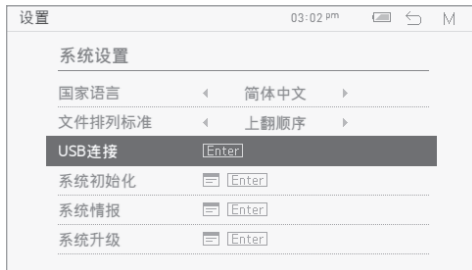 设置 03:02 pm M
系统设置
国家语言 简体中文
文件排列标准 上翻顺序
USB连接 Enter
系统初始化 Enter
系统情报 Enter
系统升级 Enter